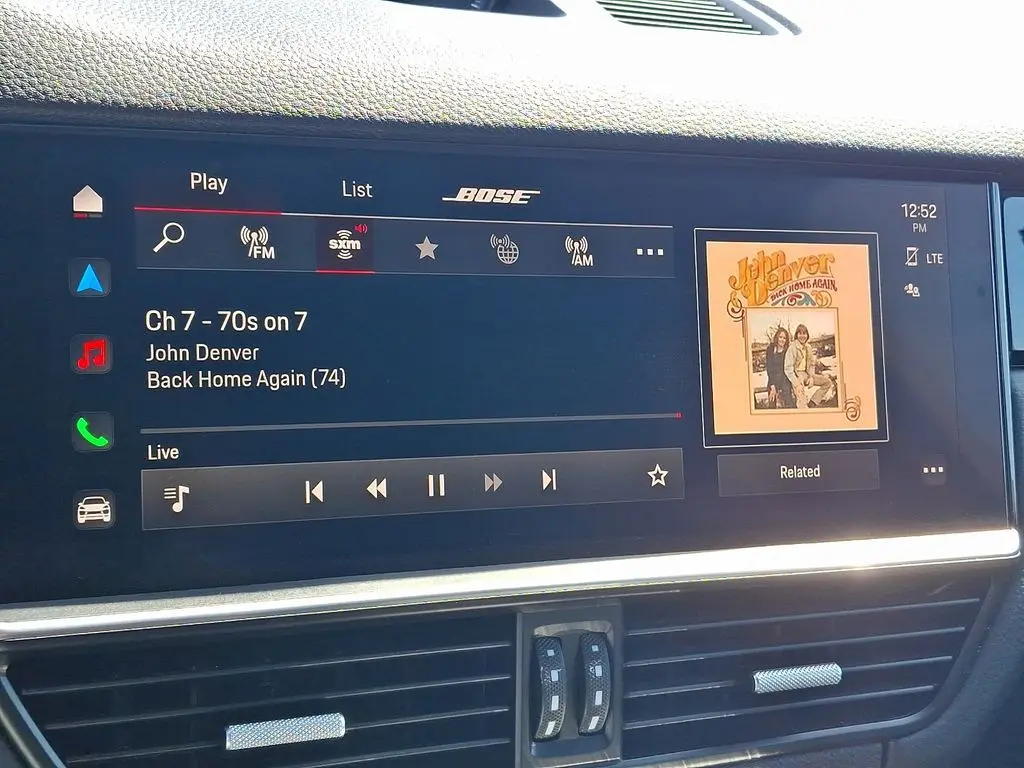 Play
List
BOSE
12:52
PM
FM
sxm
AM
LTE
Ch 7 - 70s on 7
John Denver
Back Home Again (74)
John
Denver
BACK HOME AGAIN
Live
Related